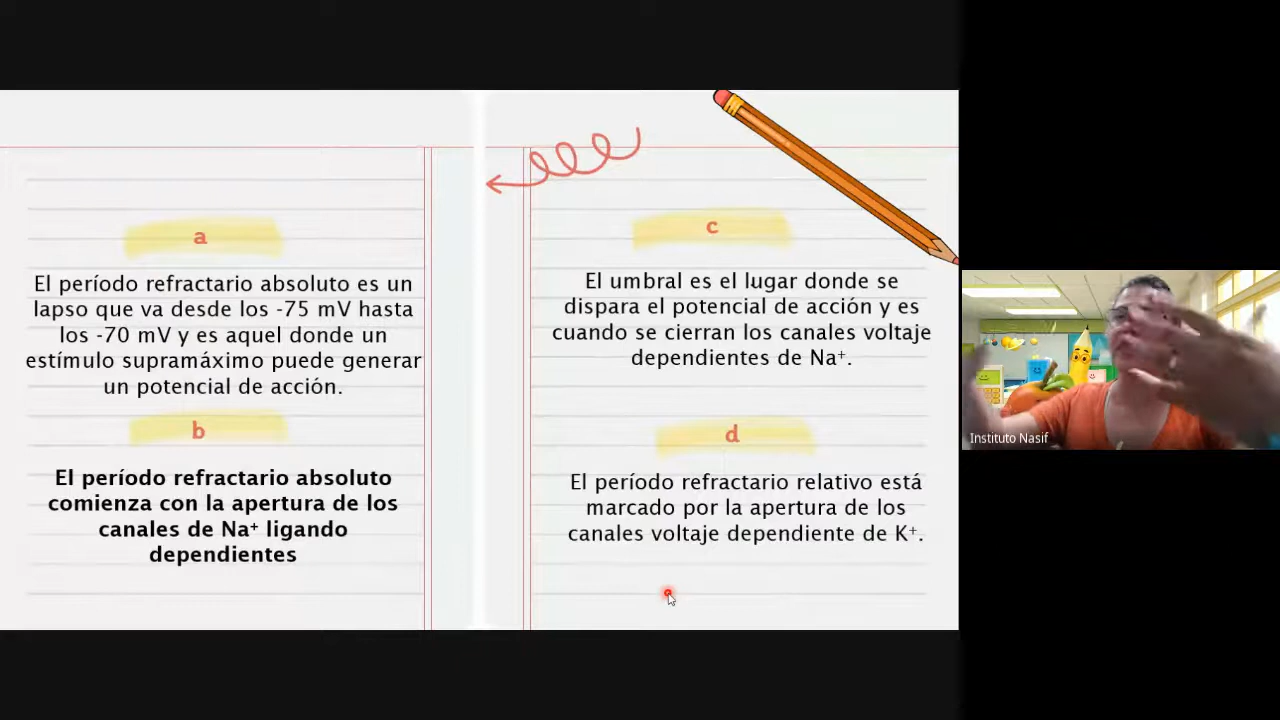 a
El período refractario absoluto es un
lapso que va desde los -75 mV hasta
los -70 mV y es aquel donde un
estímulo supramáximo puede generar
un potencial de acción.
b
El período refractario absoluto
comienza con la apertura de los
canales de Na⁺ ligando
dependientes
c
El umbral es el lugar donde se
dispara el potencial de acción y es
cuando se cierran los canales voltaje
dependientes de Na⁺.
d
El período refractario relativo está
marcado por la apertura de los
canales voltaje dependiente de K⁺.
Instituto Nasif